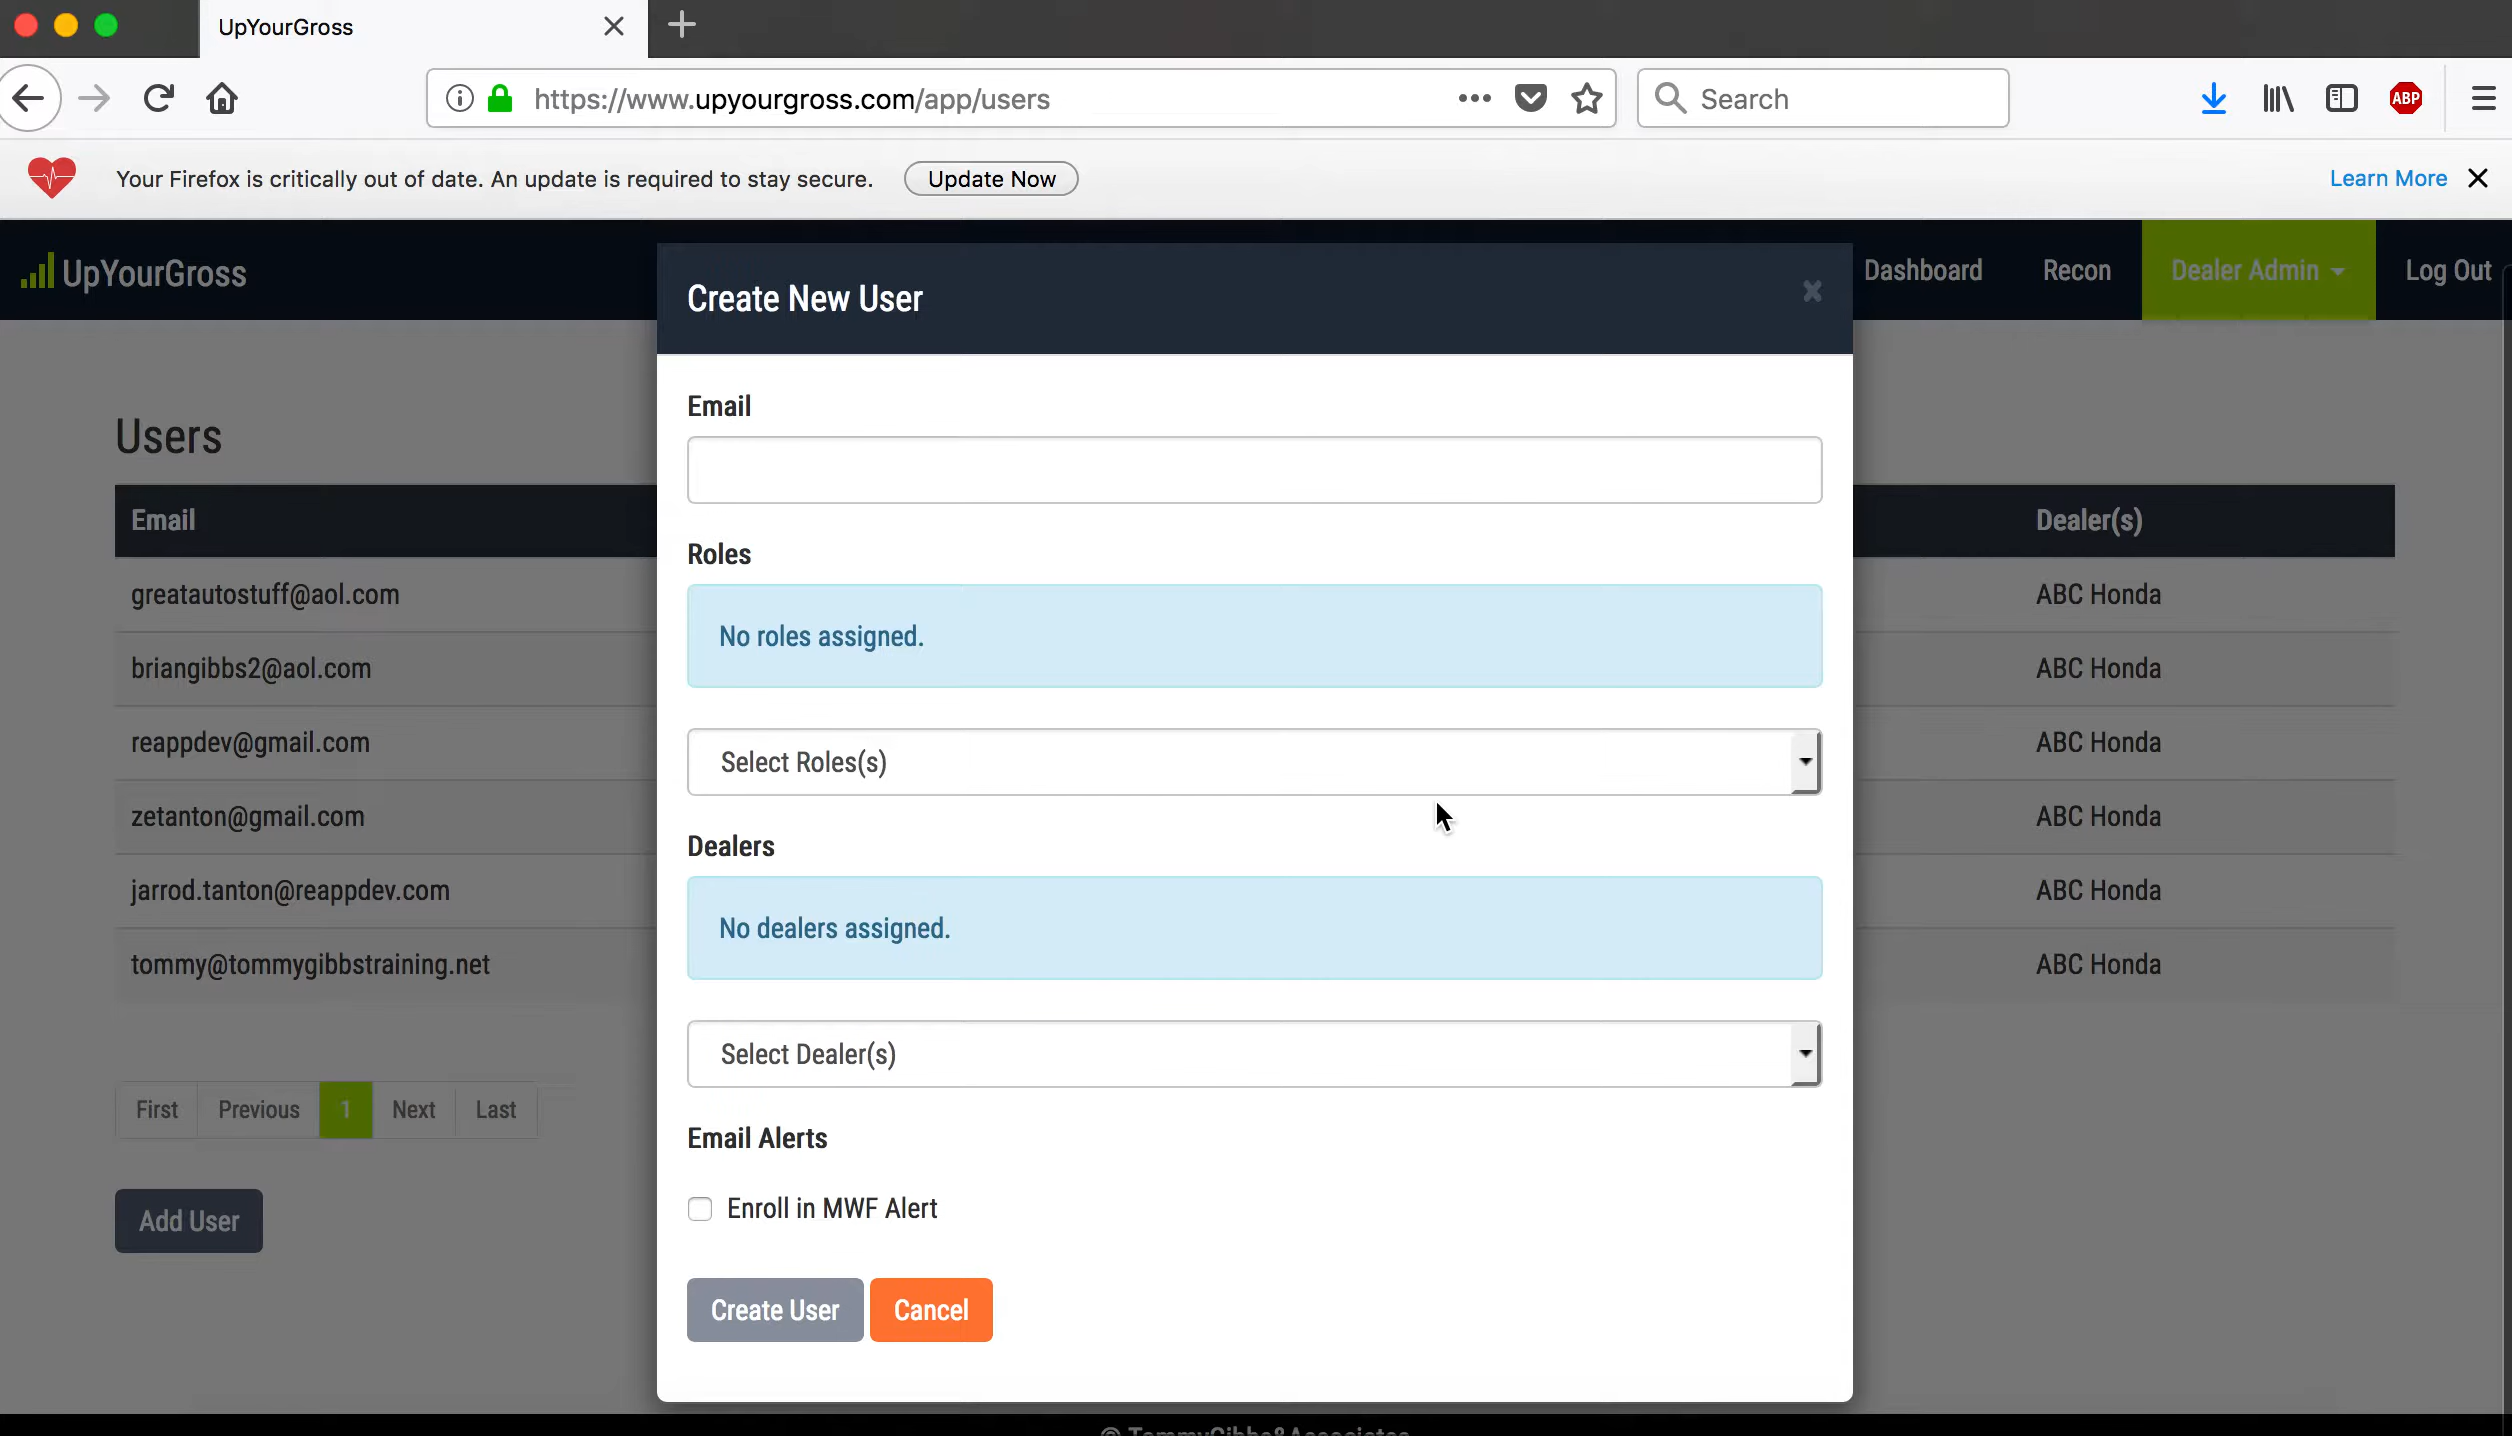 UpYourGross
https://www.upyourgross.com/app/users
Search
ABP
Your Firefox is critically out of date. An update is required to stay secure.
Update Now
Learn More
UpYourGross
Dashboard
Recon
Dealer Admin
Log Out
Create New User
Users
Email
Dealer(s)
greatautostuff@aol.com
ABC Honda
briangibbs2@aol.com
ABC Honda
reappdev@gmail.com
ABC Honda
zetanton@gmail.com
ABC Honda
jarrod.tanton@reappdev.com
ABC Honda
tommy@tommygibbstraining.net
ABC Honda
First Previous 1 Next Last
Add User
Email
Roles
No roles assigned.
Select Roles(s)
Dealers
No dealers assigned.
Select Dealer(s)
Email Alerts
Enroll in MWF Alert
Create User
Cancel
© TommyGibbs&Associates